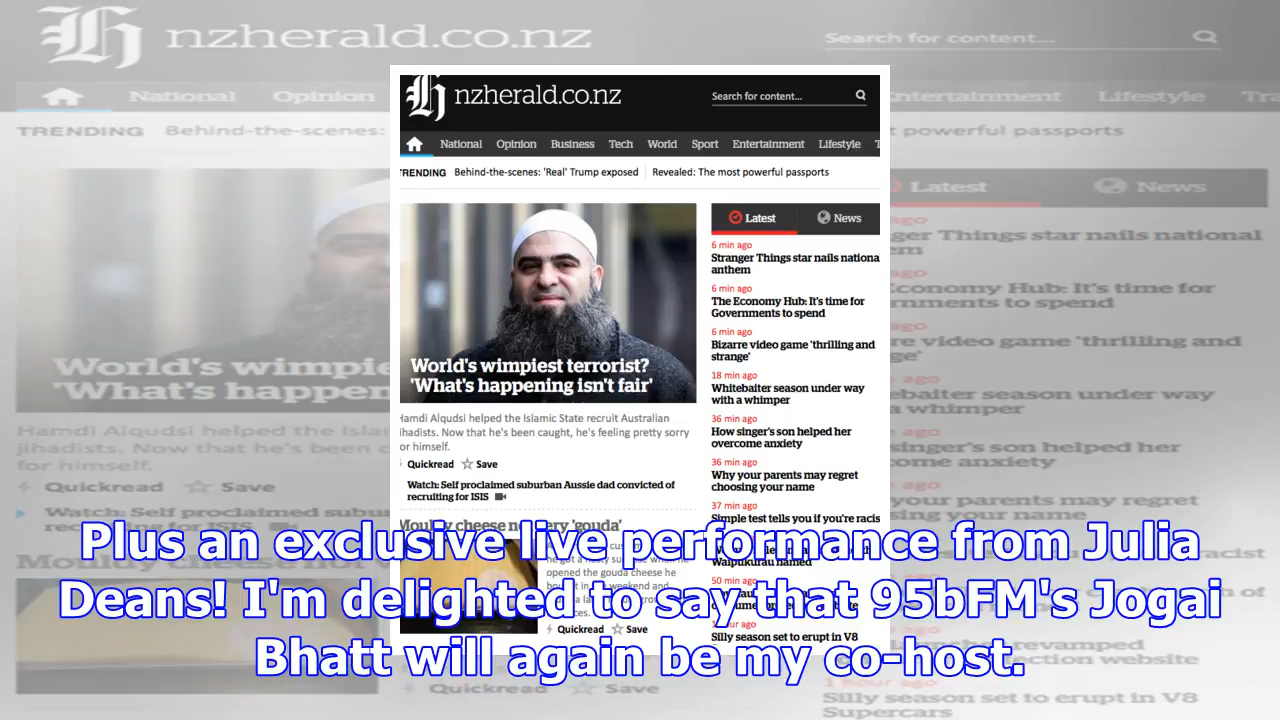 nzherald.co.nz
Search for content...
National Opinion Business Tech World Sport Entertainment Lifestyle
TRENDING Behind-the-scenes: 'Real' Trump exposed Revealed: The most powerful passports
World's wimpiest terrorist?
'What's happening isn't fair'
Hamdi Alqudsi helped the Islamic State recruit Australian
jihadists. Now that he's been caught, he's feeling pretty sorry
for himself.
Quickread Save
Watch: Self proclaimed suburban Aussie dad convicted of
recruiting for ISIS
Latest News
6 min ago
Stranger Things star nails nationa
anthem
6 min ago
The Economy Hub: It's time for
Governments to spend
6 min ago
Bizarre video game 'thrilling and
strange'
18 min ago
Whitebaiter season under way
with a whimper
36 min ago
How singer's son helped her
overcome anxiety
36 min ago
Why your parents may regret
choosing your name
37 min ago
Simple test tells you if you're racis
50 min ago
Silly season set to erupt in V8
Quickread Save
Plus an exclusive live performance from Julia
Deans! I'm delighted to say that 95bFM's Jogai
Bhatt will again be my co-host.